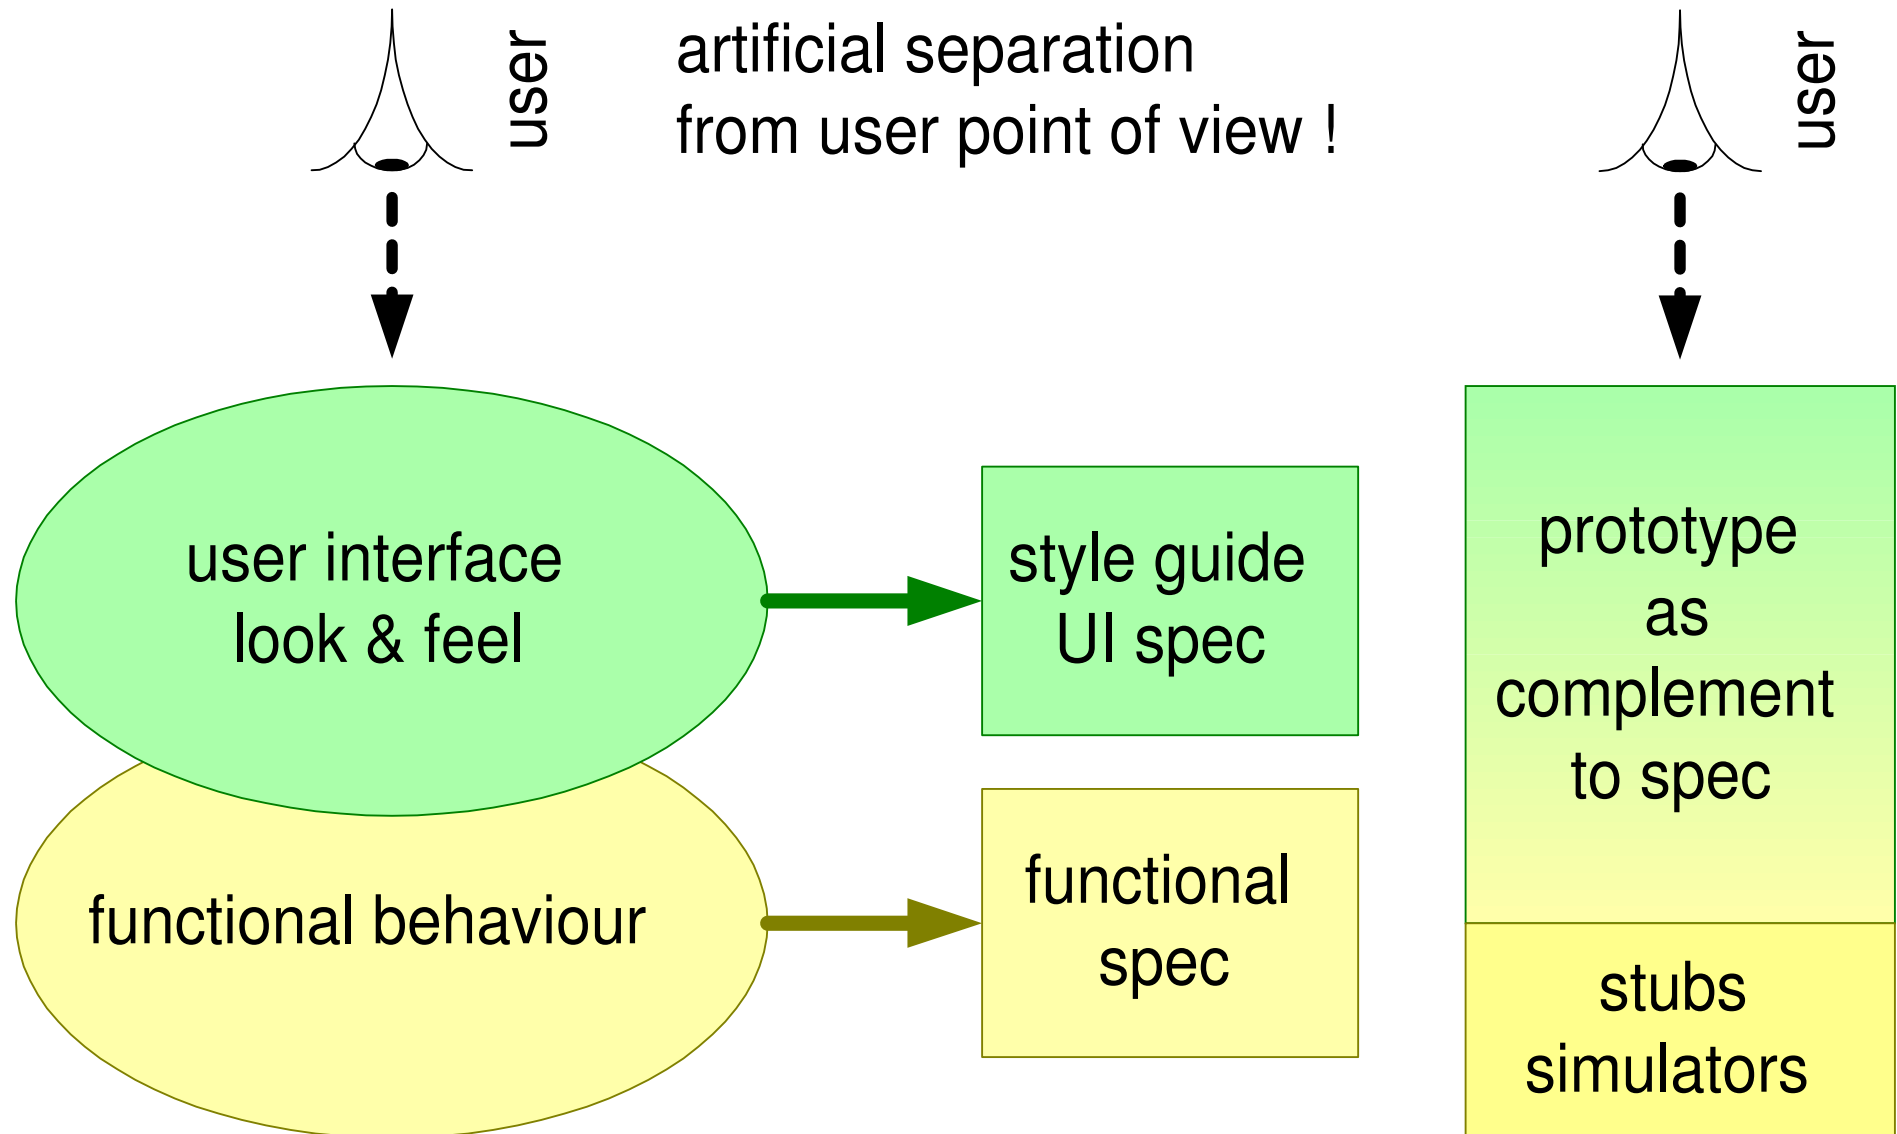 user
artificial separation
from user point of view !
user
user interface
look & feel
style guide
UI spec
prototype
as
complement
to spec
functional behaviour
functional
spec
stubs
simulators